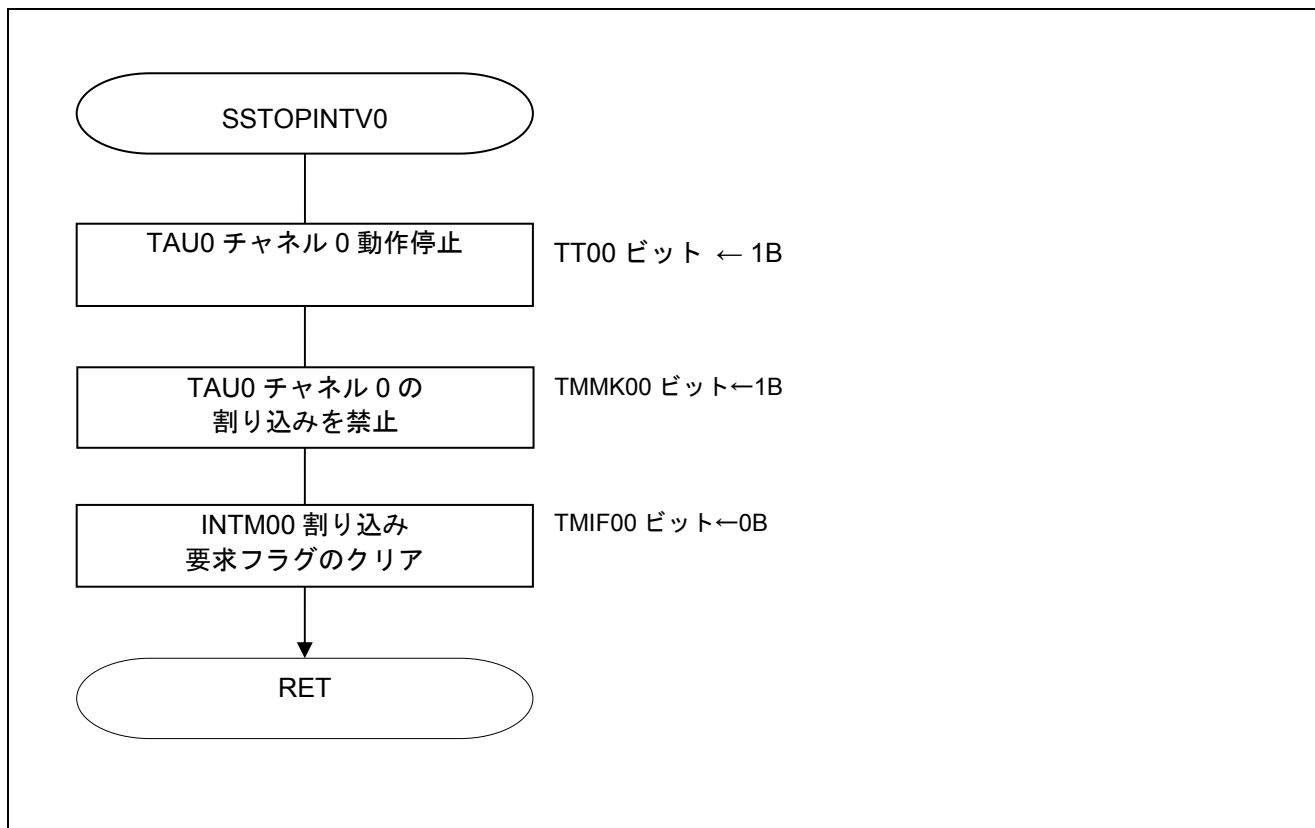 SSTOPINTV0
TAU0 チャネル 0 動作停止
TT00 ビット ← 1B
TAU0 チャネル 0 の
割り込みを禁止
TMMK00 ビット←1B
INTM00 割り込み
要求フラグのクリア
TMIF00 ビット←0B
RET